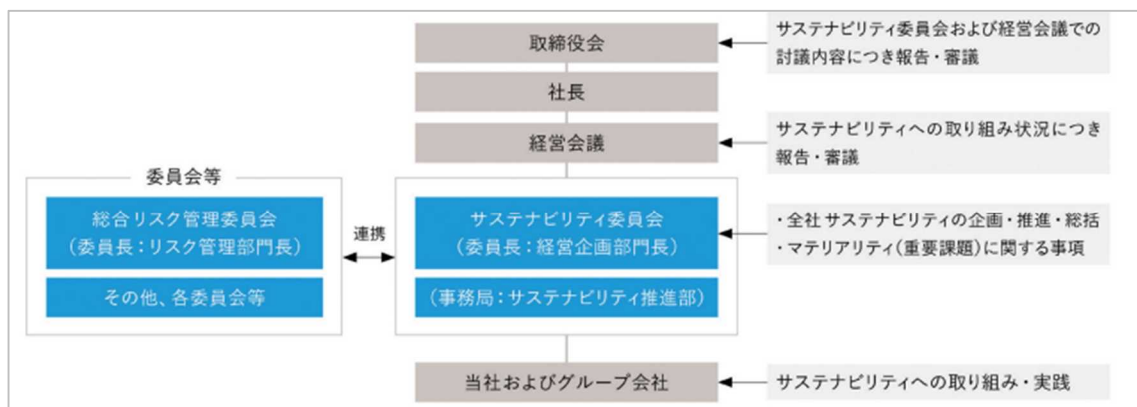 取締役会
サステナビリティ委員会および経営会議での
討議内容につき報告・審議
社長
経営会議
サステナビリティへの取り組み状況につき
報告・審議
委員会等
総合リスク管理委員会
（委員長：リスク管理部門長）
その他、各委員会等
連携
サステナビリティ委員会
（委員長：経営企画部門長）
（事務局：サステナビリティ推進部）
・全社 サステナビリティの企画・推進・総括
・マテリアリティ(重要課題)に関する事項
当社およびグループ会社
サステナビリティへの取り組み・実践